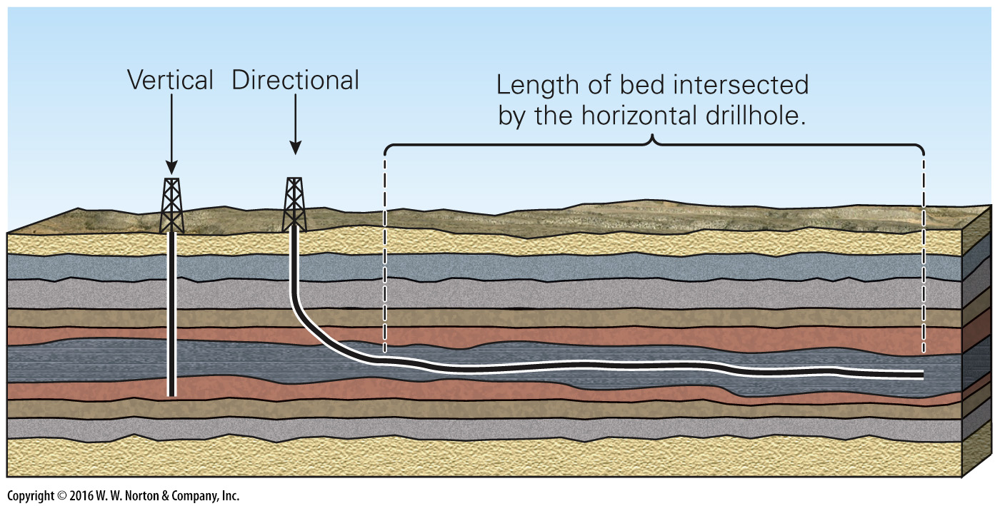 Vertical Directional
Length of bed intersected
by the horizontal drillhole.
Copyright © 2016 W. W. Norton & Company, Inc.